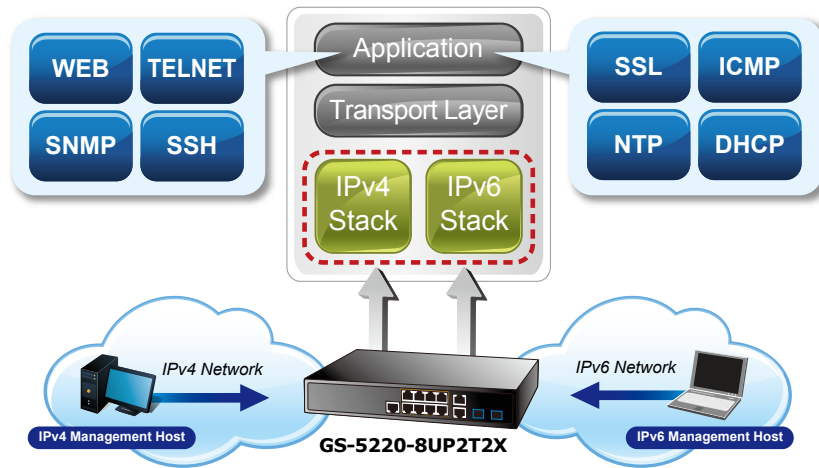 WEB
TELNET
SNMP
SSH
Application
Transport Layer
IPv4
Stack
IPv6
Stack
SSL
ICMP
NTP
DHCP
IPv4 Network
IPv4 Management Host
GS-5220-8UP2T2X
IPv6 Network
IPv6 Management Host